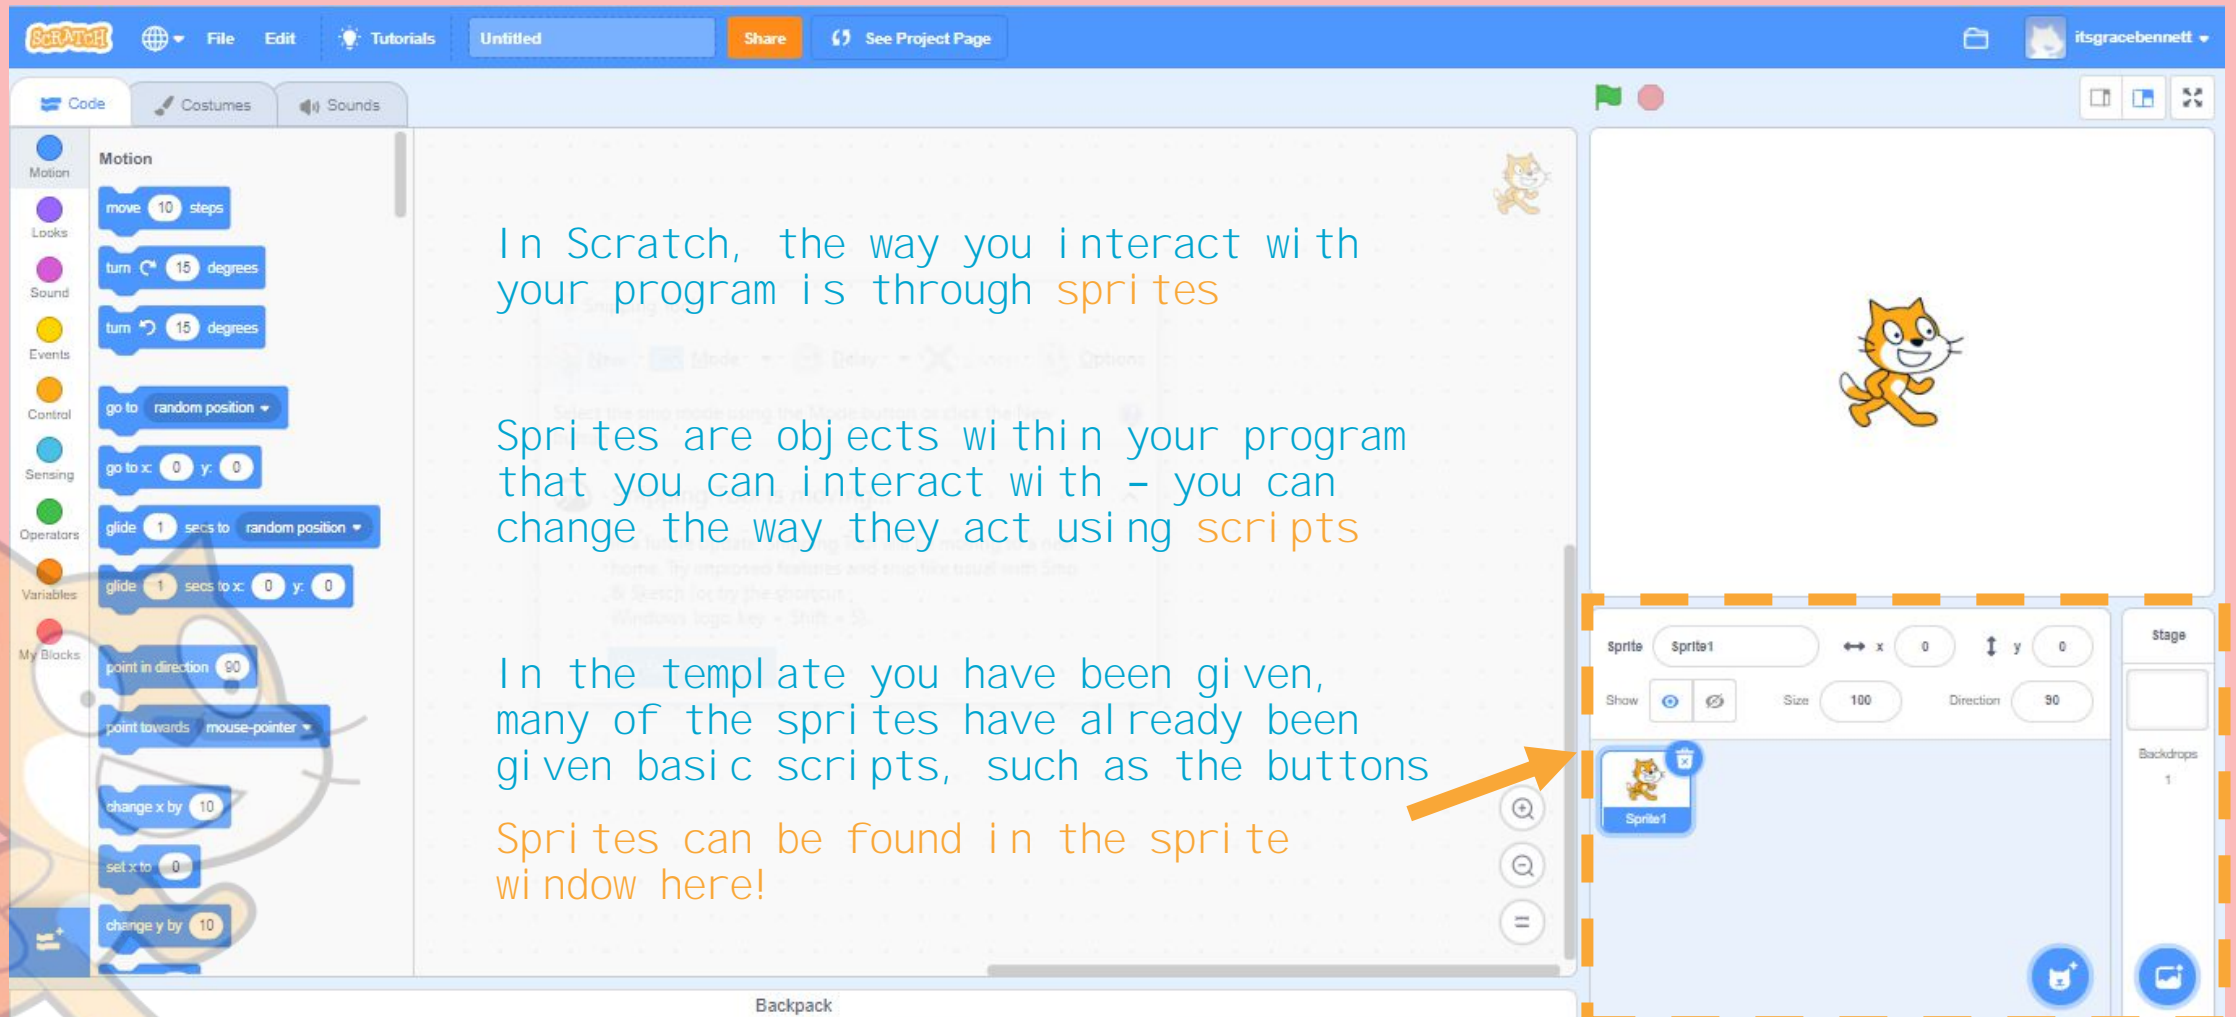 SCRATCH File Edit Tutorials Untitled Share See Project Page itsgracebennett
Code Costumes Sounds
Motion
Looks
Sound
Events
Control
Sensing
Operators
Variables
My Blocks
Motion
move 10 steps
turn 15 degrees
turn 15 degrees
go to random position
go to x: 0 y: 0
glide 1 secs to random position
glide 1 secs to x: 0 y: 0
point in direction 90
point towards mouse-pointer
change x by 10
set x to 0
change y by 10
In Scratch, the way you interact with
your program is through sprites
Sprites are objects within your program
that you can interact with – you can
change the way they act using scripts
In the template you have been given,
many of the sprites have already been
given basic scripts, such as the buttons
Sprites can be found in the sprite
window here!
Mode Delay Options
Windows logo key + Shift + S.
Backpack
Sprite Sprite1 x 0 y 0
Show Size 100 Direction 90
Sprite1
Stage
Backdrops
1